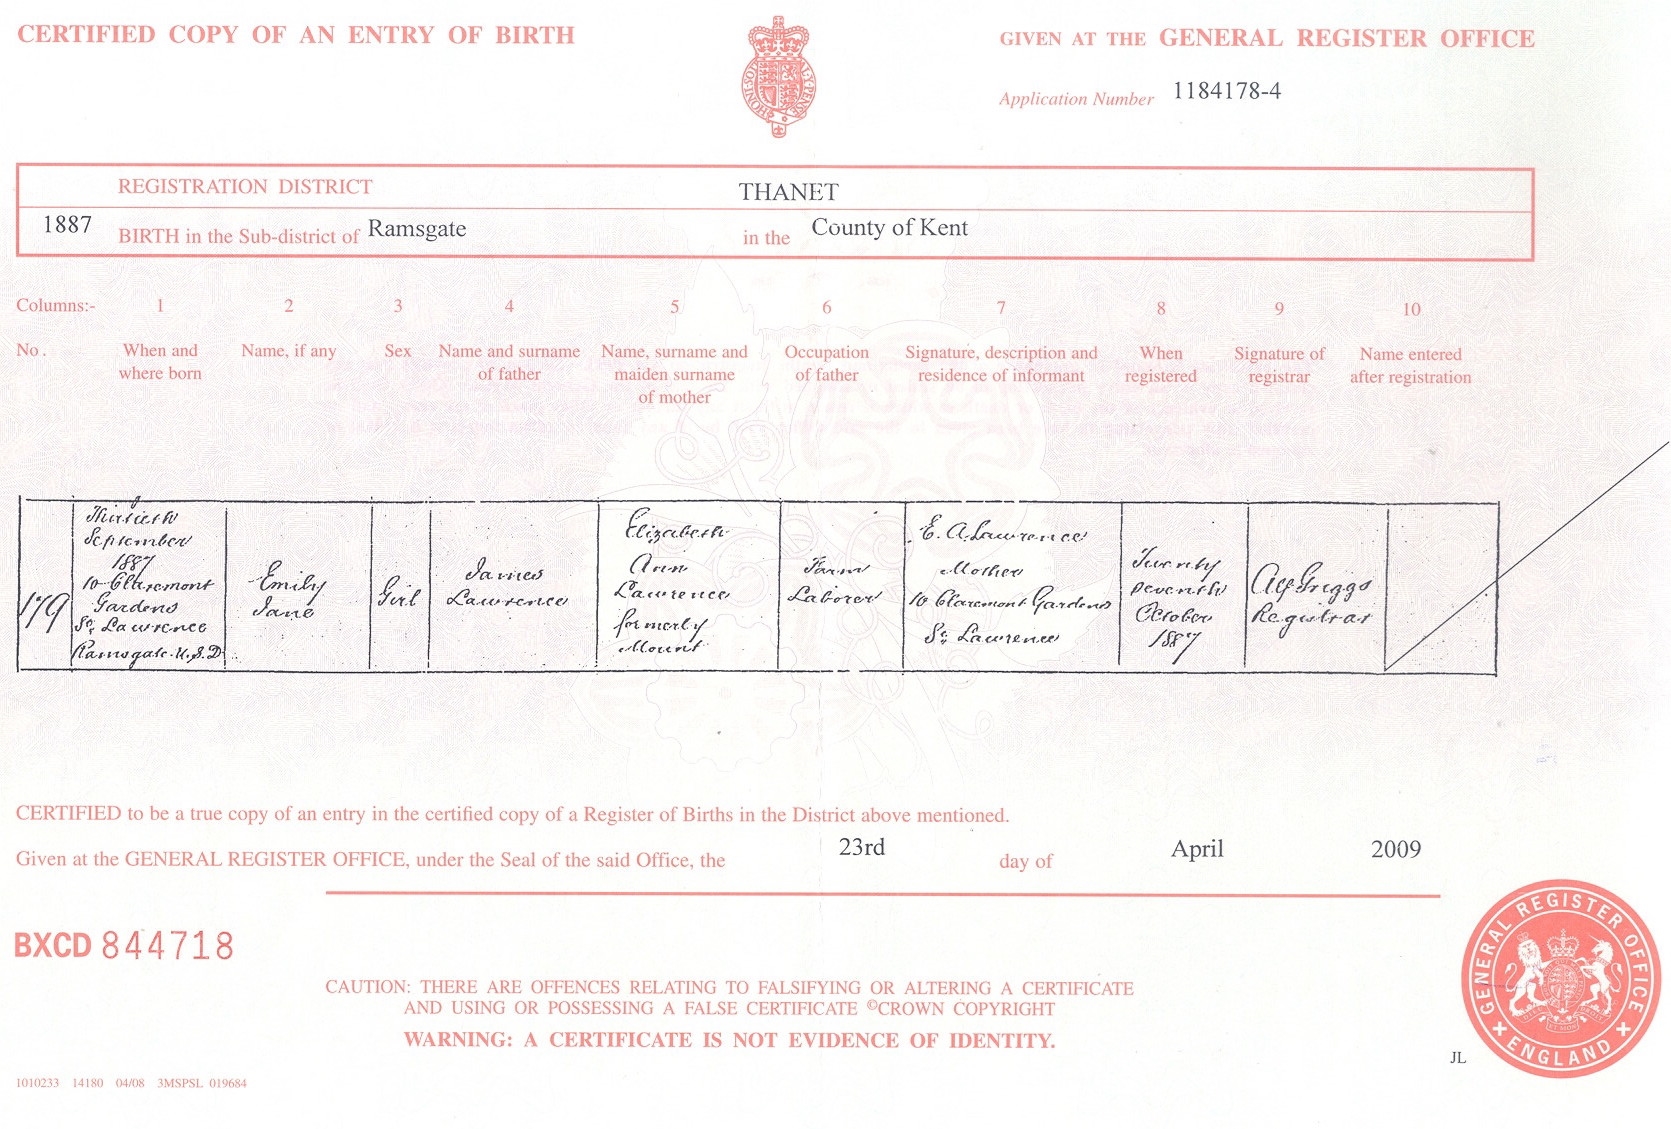 CERTIFIED COPY OF AN ENTRY OF BIRTH
GIVEN AT THE GENERAL REGISTER OFFICE
Application Number 1184178-4
REGISTRATION DISTRICT THANET
1887 BIRTH in the Sub-district of Ramsgate in the County of Kent
Columns:- 1 2 3 4 5 6 7 8 9 10
No. When and where born
Name, if any
Sex
Name and surname of father
Name, surname and maiden surname of mother
Occupation of father
Signature, description and residence of informant
When registered
Signature of registrar
Name entered after registration
179
Thirtieth
September
1887
10 Claremont
Gardens
St. Lawrence
Ramsgate. U.S.D.
Emily
Jane
Girl
James
Lawrence
Elizabeth
Ann
Lawrence
formerly
Mount
Farm
Laborer
E. A. Lawrence
Mother
10 Claremont Gardens
St. Lawrence
Twenty
seventh
October
1887
Alf Griggs
Registrar
CERTIFIED to be a true copy of an entry in the certified copy of a Register of Births in the District above mentioned.
Given at the GENERAL REGISTER OFFICE, under the Seal of the said Office, the 23rd day of April 2009
BXCD 844718
CAUTION: THERE ARE OFFENCES RELATING TO FALSIFYING OR ALTERING A CERTIFICATE
AND USING OR POSSESSING A FALSE CERTIFICATE ©CROWN COPYRIGHT
WARNING: A CERTIFICATE IS NOT EVIDENCE OF IDENTITY.
GENERAL REGISTER OFFICE
ENGLAND
JL
1010233 14180 04/08 3MSPSL 019684